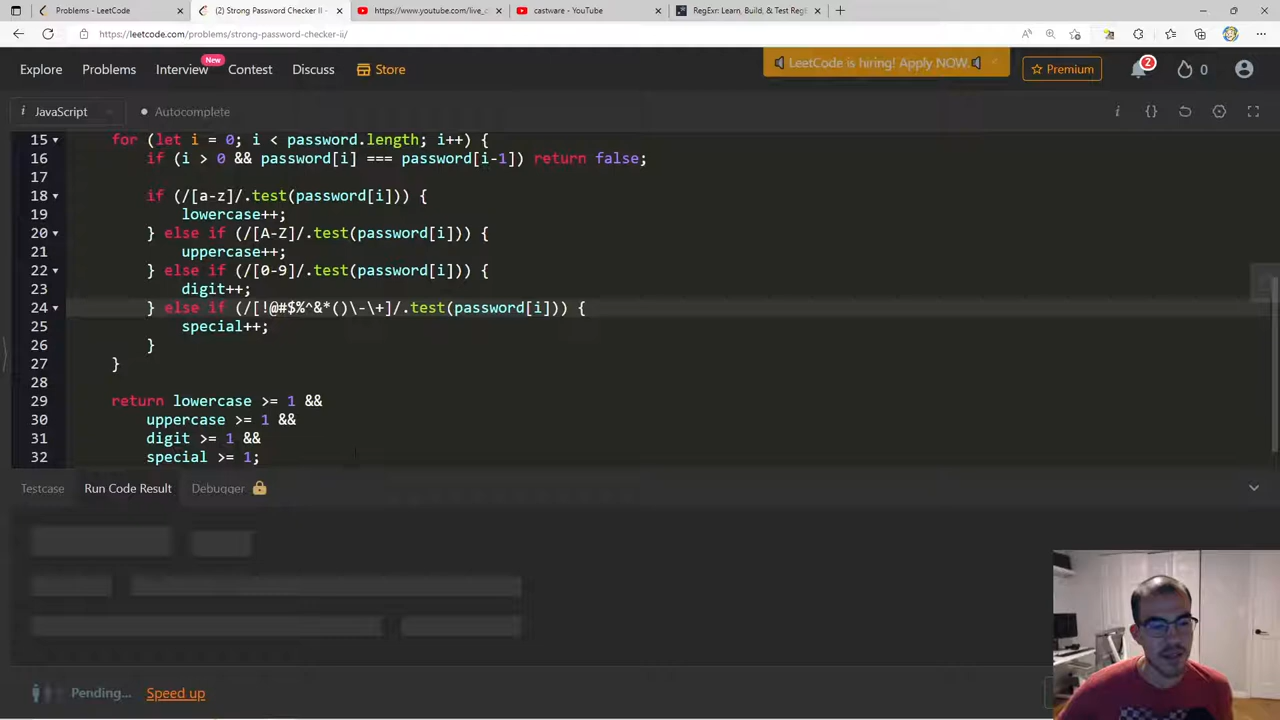 Problems - LeetCode
(2) Strong Password Checker II -
https://www.youtube.com/live_c
castware - YouTube
RegExr: Learn, Build, & Test Reg
https://leetcode.com/problems/strong-password-checker-ii/
Explore Problems Interview New Contest Discuss Store
LeetCode is hiring! Apply NOW.
Premium 2 0
i JavaScript Autocomplete
15 for (let i = 0; i < password.length; i++) {
16 if (i > 0 && password[i] === password[i-1]) return false;
17
18 if (/[a-z]/.test(password[i])) {
19 lowercase++;
20 } else if (/[A-Z]/.test(password[i])) {
21 uppercase++;
22 } else if (/[0-9]/.test(password[i])) {
23 digit++;
24 } else if (/[!@#$%^&*()\-\+]/.test(password[i])) {
25 special++;
26 }
27 }
28
29 return lowercase >= 1 &&
30 uppercase >= 1 &&
31 digit >= 1 &&
32 special >= 1;
Testcase Run Code Result Debugger
Pending... Speed up